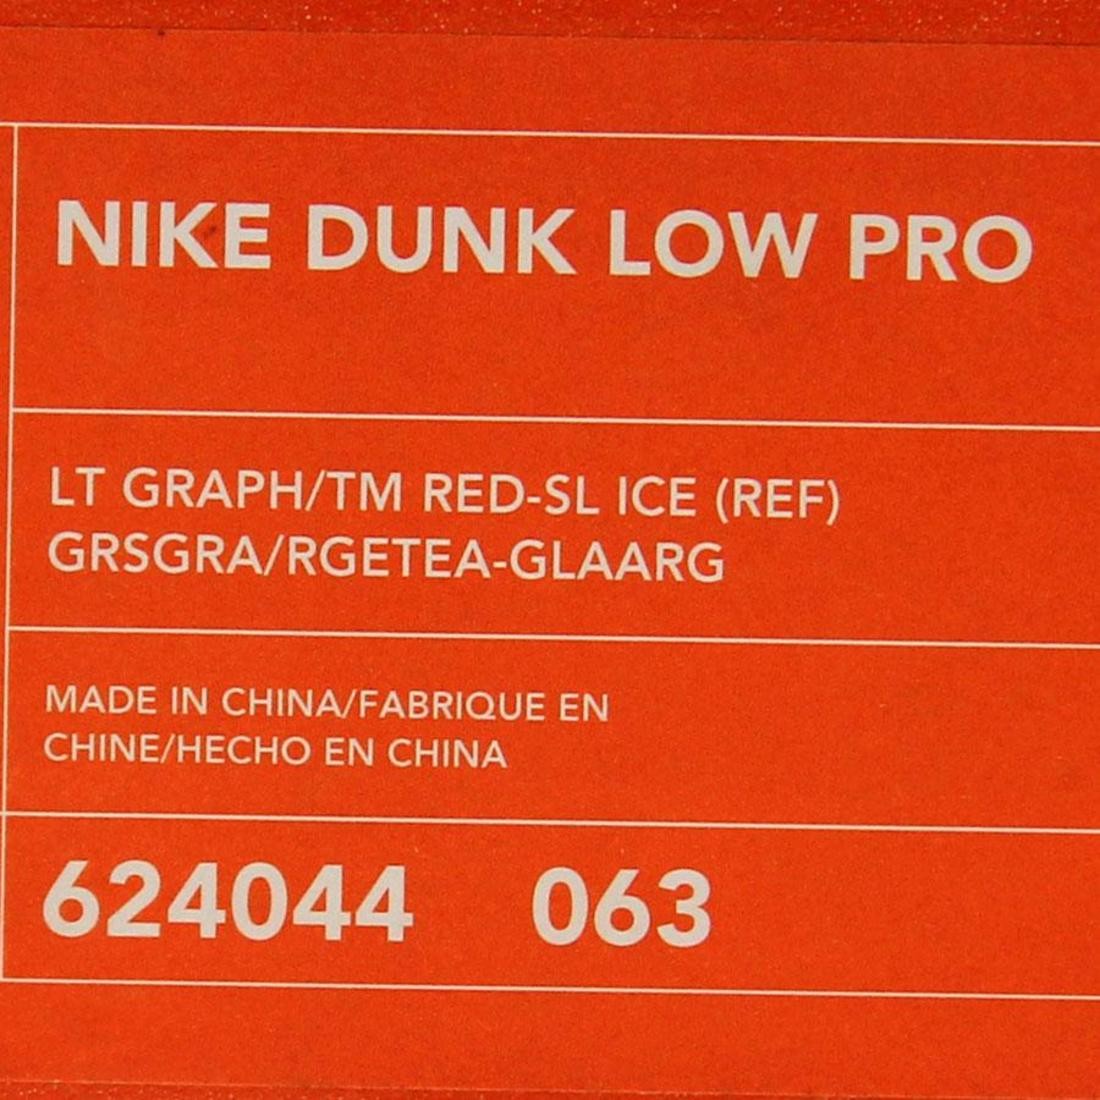 NIKE DUNK LOW PRO
LT GRAPH/TM RED-SL ICE (REF)
GRSGRA/RGETEA-GLAARG
MADE IN CHINA/FABRIQUE EN
CHINE/HECHO EN CHINA
624044 063